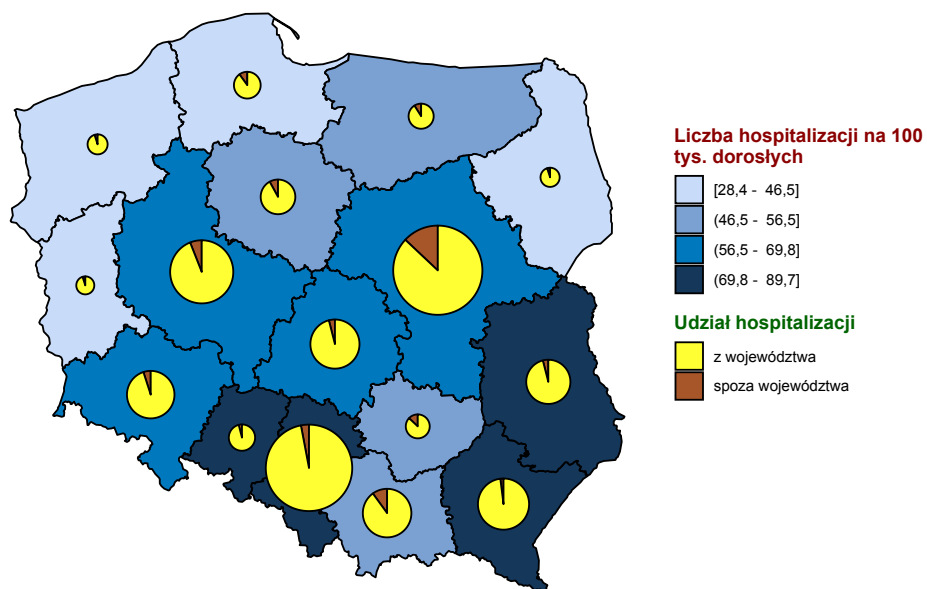 Liczba hospitalizacji na 100
tys. dorosłych
[28,4 - 46,5]
(46,5 - 56,5]
(56,5 - 69,8]
(69,8 - 89,7]
Udział hospitalizacji
z województwa
spoza województwa